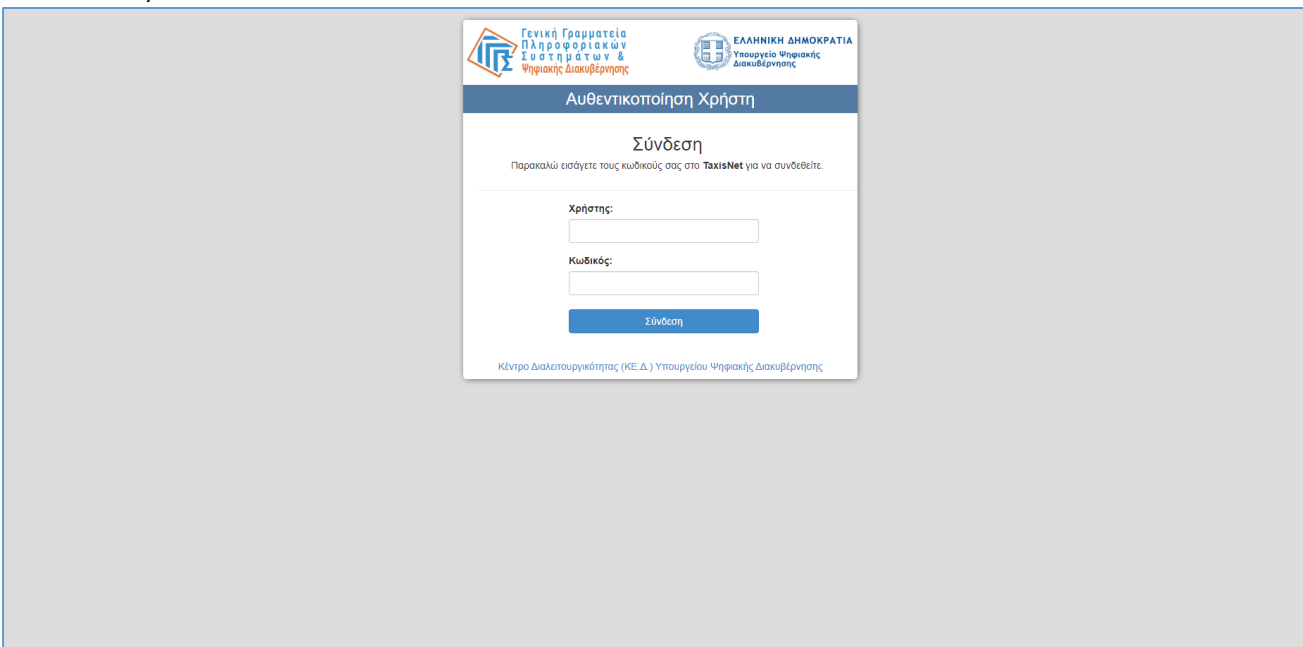 Γενική Γραμματεία
Πληροφοριακών
Συστημάτων &
Ψηφιακής Διακυβέρνησης
ΓΓΠΣ
ΕΛΛΗΝΙΚΗ ΔΗΜΟΚΡΑΤΙΑ
Υπουργείο Ψηφιακής
Διακυβέρνησης
Αυθεντικοποίηση Χρήστη
Σύνδεση
Παρακαλώ εισάγετε τους κωδικούς σας στο TaxisNet για να συνδεθείτε.
Χρήστης:
Κωδικός:
Σύνδεση
Κέντρο Διαλειτουργικότητας (ΚΕ.Δ.) Υπουργείου Ψηφιακής Διακυβέρνησης